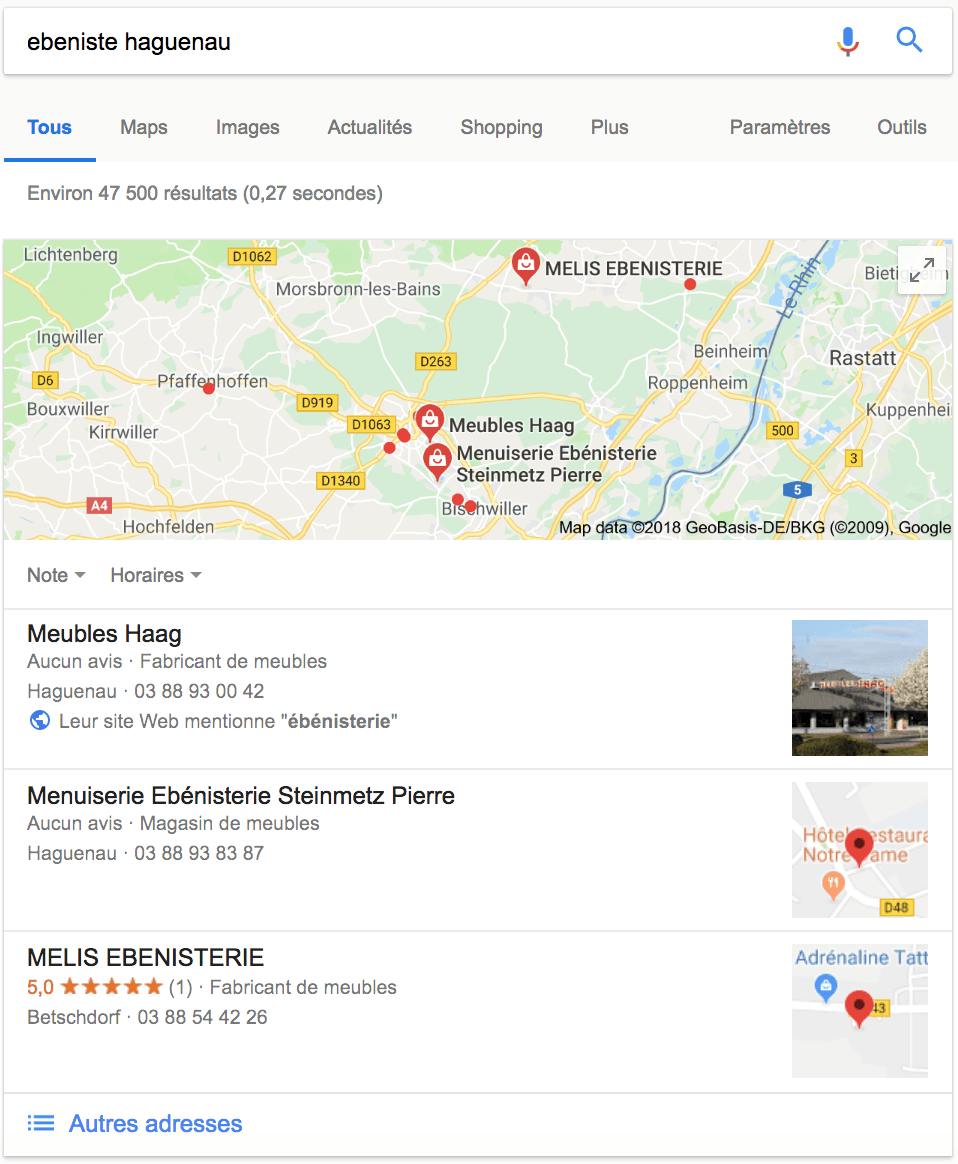 ebeniste haguenau
Tous Maps Images Actualités Shopping Plus Paramètres Outils
Environ 47 500 résultats (0,27 secondes)
Lichtenberg
D1062
MELIS EBENISTERIE
Morsbronn-les-Bains
Le Rhin
Ingwiller
D263
Beinheim
Rastatt
D6
Pfaffenhoffen
Roppenheim
Bouxwiller
D919
Kuppenhei
Kirrwiller
D1063
Meubles Haag
500
Menuiserie Ebénisterie
Steinmetz Pierre
3
D1340
5
A4
Bischwiller
Hochfelden
Map data ©2018 GeoBasis-DE/BKG (©2009), Google
Note Horaires
Meubles Haag
Aucun avis · Fabricant de meubles
Haguenau · 03 88 93 00 42
Leur site Web mentionne "ébénisterie"
Menuiserie Ebénisterie Steinmetz Pierre
Aucun avis · Magasin de meubles
Haguenau · 03 88 93 83 87
Hôtel Restaura
Notre Dame
D48
MELIS EBENISTERIE
5,0 (1) · Fabricant de meubles
Betschdorf · 03 88 54 42 26
Adrénaline Tatt
43
Autres adresses